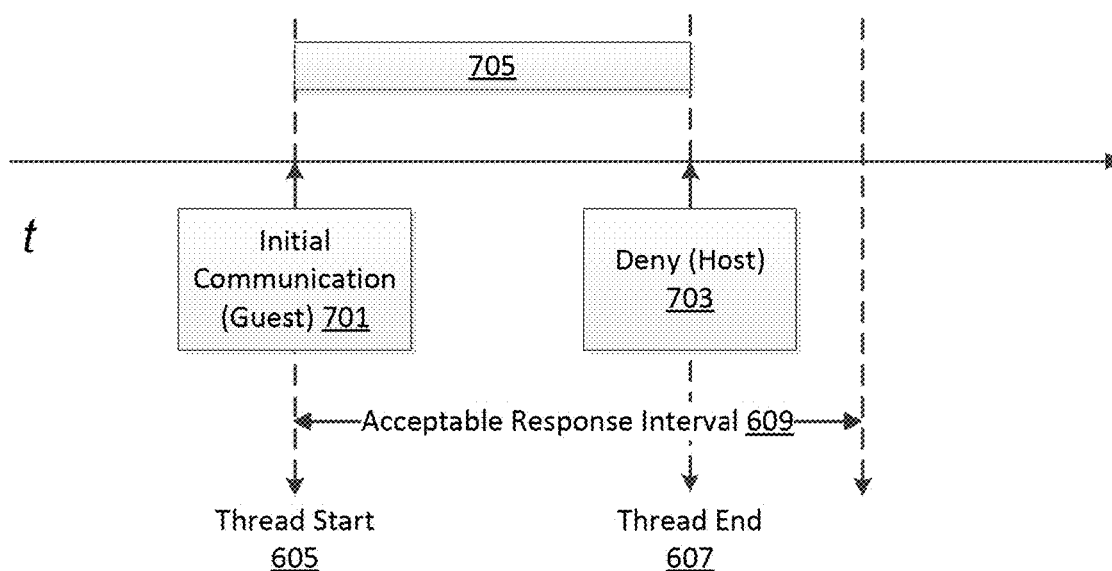 705
t
Initial
Communication
(Guest) 701
Deny (Host)
703
Acceptable Response Interval 609
Thread Start
605
Thread End
607